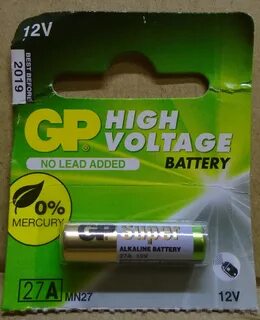 12V
BEST BEFORE
2019
GP HIGH
VOLTAGE
NO LEAD ADDED
BATTERY
0%
MERCURY
GP Super
ALKALINE BATTERY
27A 12V
27A MN27
12V